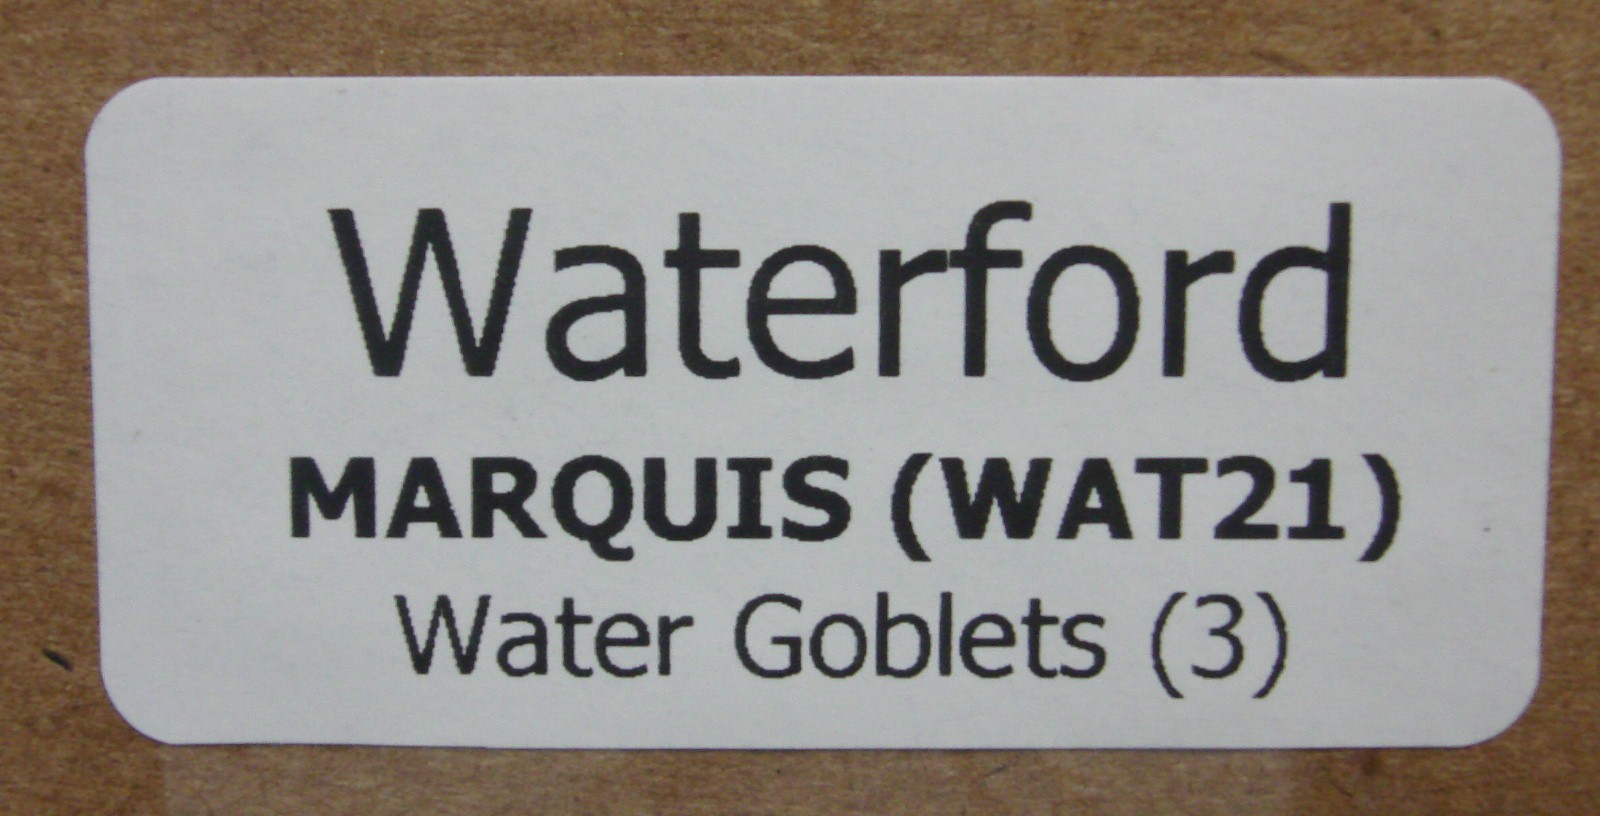 Waterford
MARQUIS (WAT21)
Water Goblets (3)